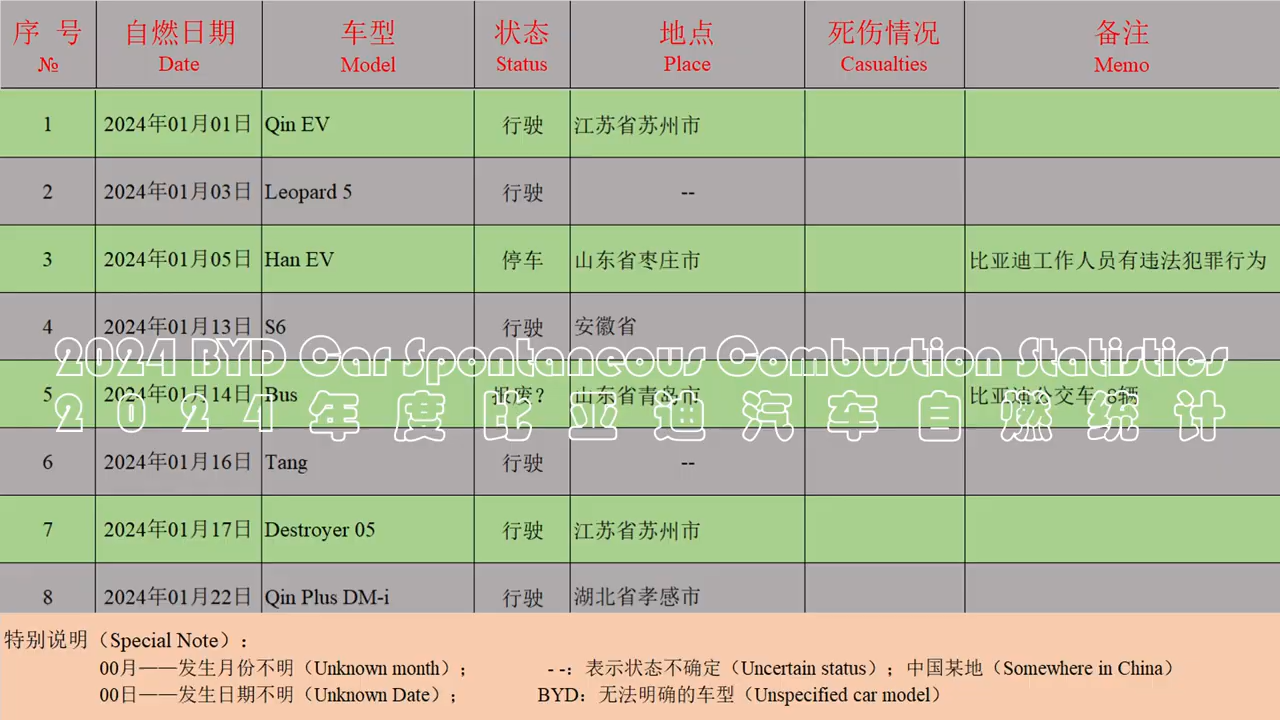 序 号 自燃日期 车型 状态 地点 死伤情况 备注
№ Date Model Status Place Casualties Memo
1 2024年01月01日 Qin EV 行驶 江苏省苏州市
2 2024年01月03日 Leopard 5 行驶 --
3 2024年01月05日 Han EV 停车 山东省枣庄市 比亚迪工作人员有违法犯罪行为
4 2024年01月13日 S6 行驶 安徽省
2024 BYD Car Spontaneous Combustion Statistics
5 2024年01月14日 Bus 报废？ 山东省青岛市 比亚迪公交车 8辆
2024年度比亚迪汽车自燃统计
6 2024年01月16日 Tang 行驶 --
7 2024年01月17日 Destroyer 05 行驶 江苏省苏州市
8 2024年01月22日 Qin Plus DM-i 行驶 湖北省孝感市
特别说明（Special Note）:
00月——发生月份不明（Unknown month）； - -: 表示状态不确定（Uncertain status）；中国某地（Somewhere in China）
00日——发生日期不明（Unknown Date）； BYD: 无法明确的车型（Unspecified car model）